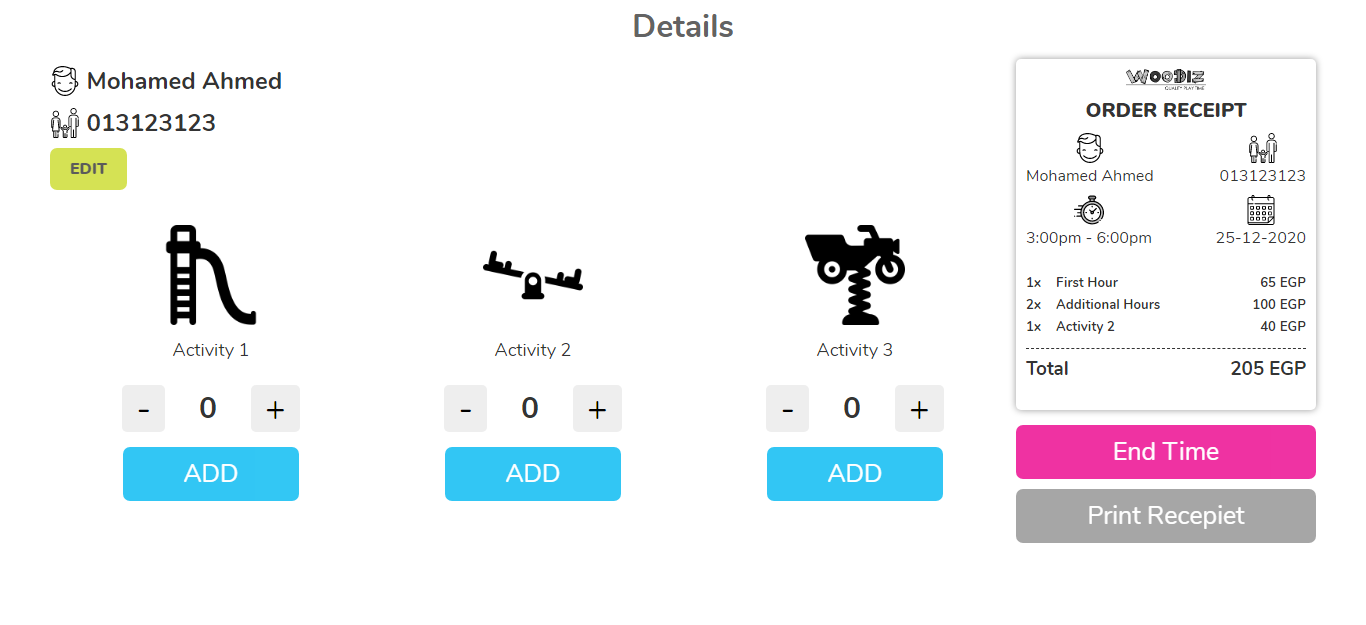 Details
Mohamed Ahmed
013123123
EDIT
Activity 1
Activity 2
Activity 3
- 0 +
- 0 +
- 0 +
ADD
ADD
ADD
WOODIZ
QUALITY PLAY TIME
ORDER RECEIPT
Mohamed Ahmed 013123123
3:00pm - 6:00pm 25-12-2020
1x First Hour 65 EGP
2x Additional Hours 100 EGP
1x Activity 2 40 EGP
Total 205 EGP
End Time
Print Recepiet